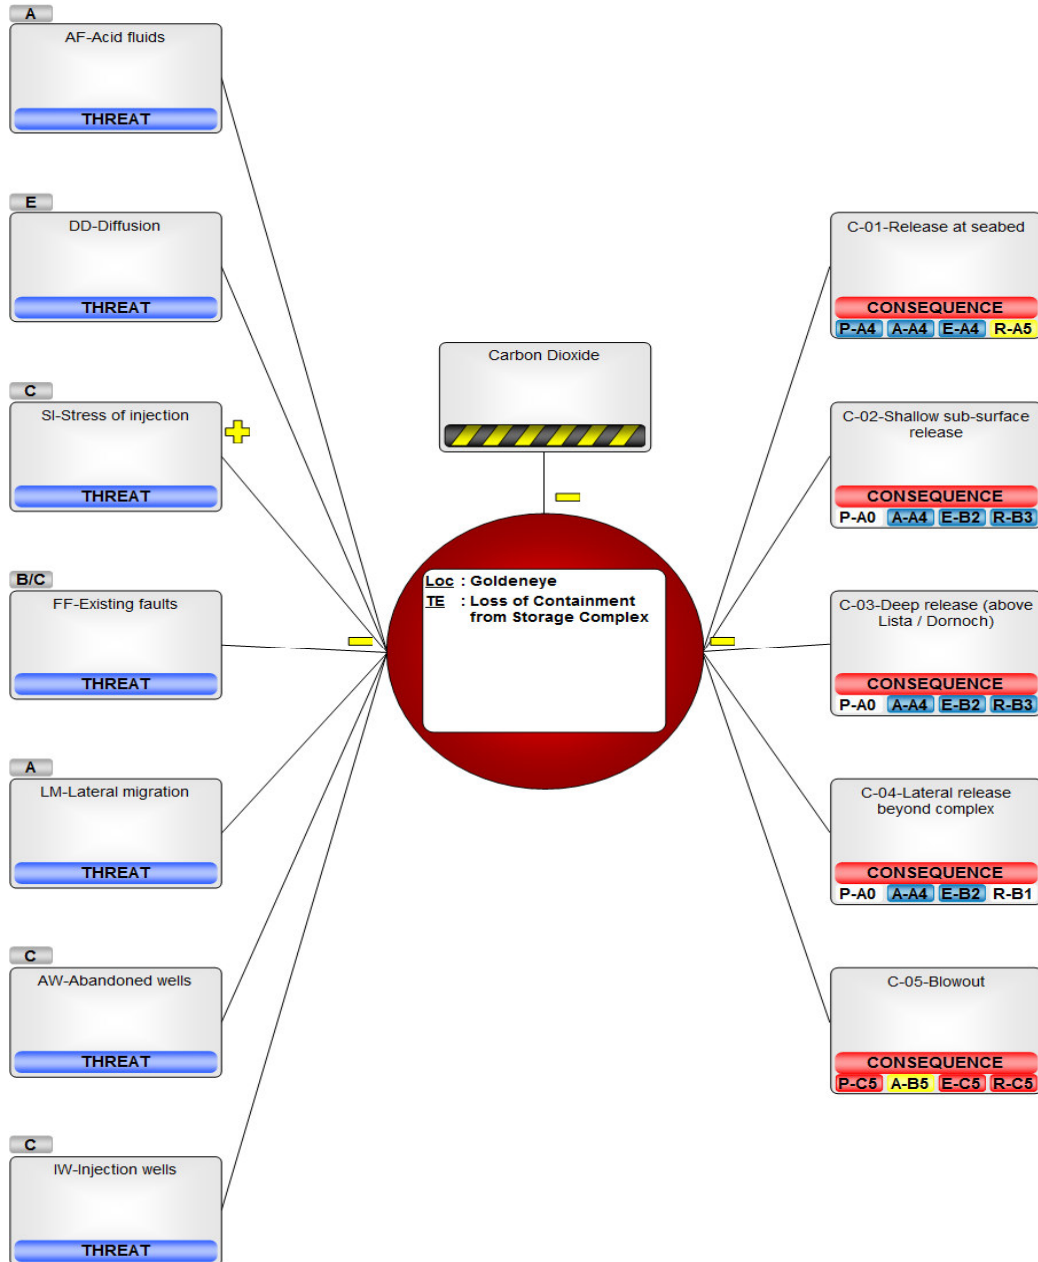 A
AF-Acid fluids
THREAT
E
DD-Diffusion
THREAT
C
SI-Stress of injection
THREAT
B/C
FF-Existing faults
THREAT
A
LM-Lateral migration
THREAT
C
AW-Abandoned wells
THREAT
C
IW-Injection wells
THREAT
Carbon Dioxide
Loc : Goldeneye
TE : Loss of Containment
from Storage Complex
C-01-Release at seabed
CONSEQUENCE
P-A4 A-A4 E-A4 R-A5
C-02-Shallow sub-surface
release
CONSEQUENCE
P-A0 A-A4 E-B2 R-B3
C-03-Deep release (above
Lista / Dornoch)
CONSEQUENCE
P-A0 A-A4 E-B2 R-B3
C-04-Lateral release
beyond complex
CONSEQUENCE
P-A0 A-A4 E-B2 R-B1
C-05-Blowout
CONSEQUENCE
P-C5 A-B5 E-C5 R-C5